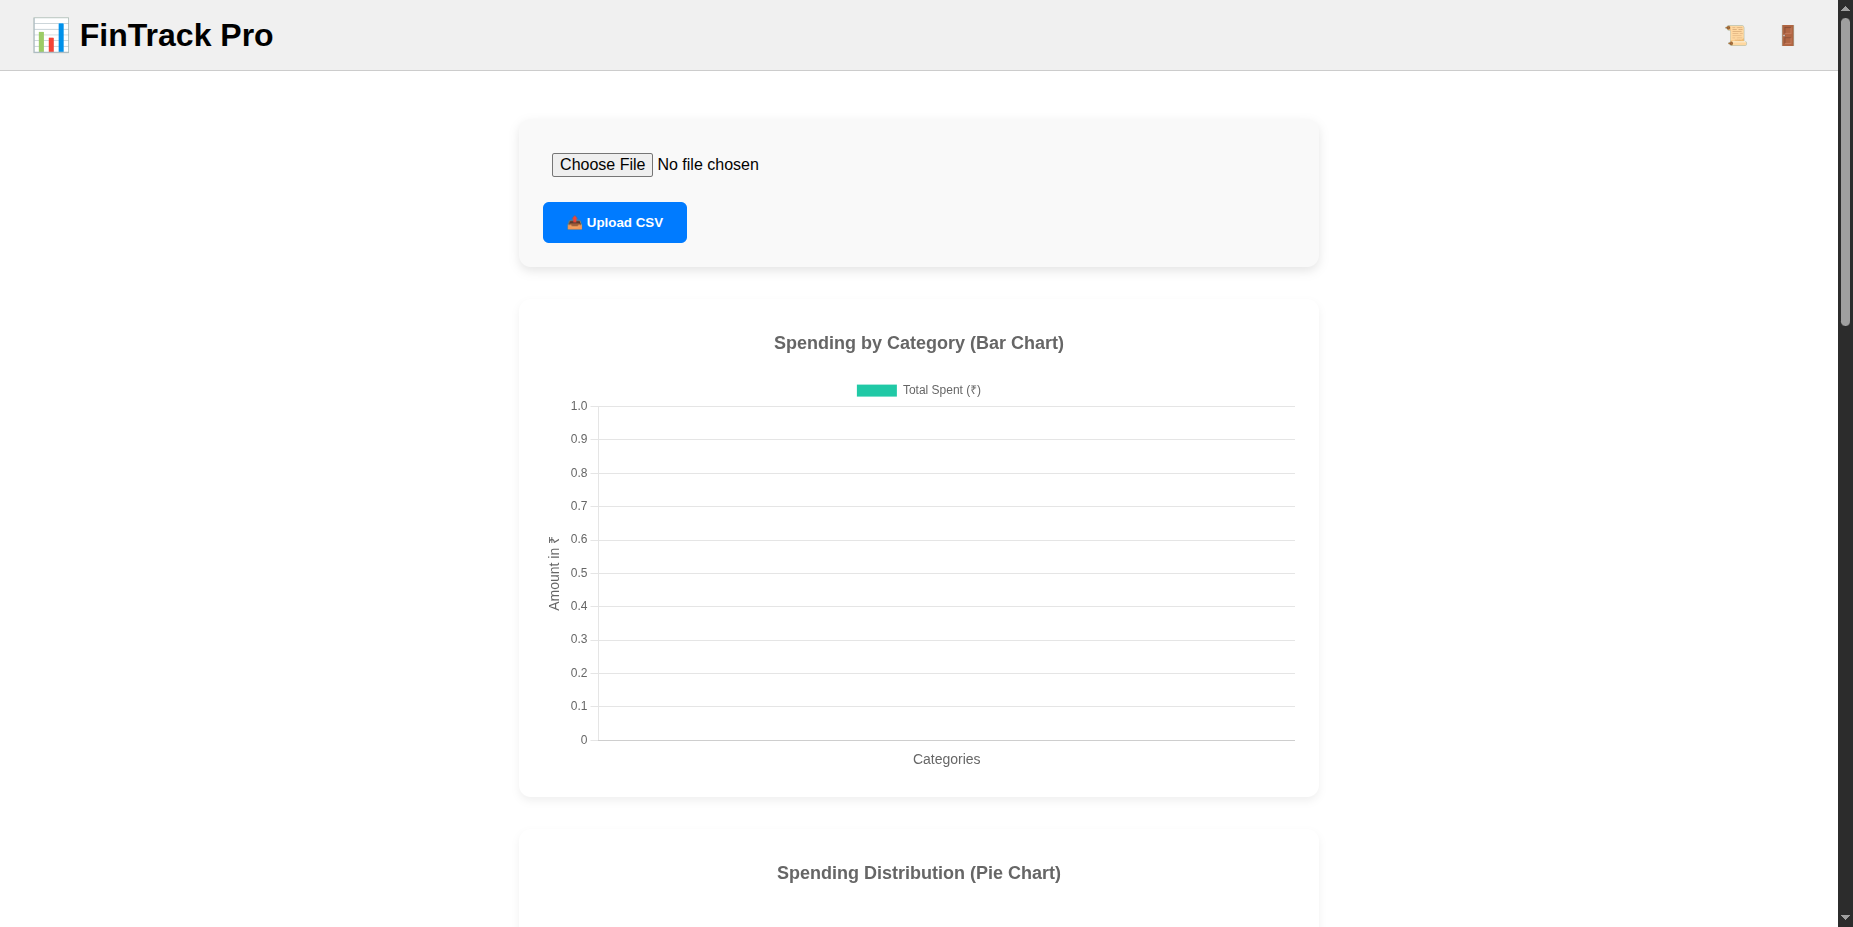 FinTrack Pro
Choose File No file chosen
Upload CSV
Spending by Category (Bar Chart)
Total Spent (₹)
1.0
0.9
0.8
0.7
0.6
0.5
0.4
0.3
0.2
0.1
0
Amount in ₹
Categories
Spending Distribution (Pie Chart)